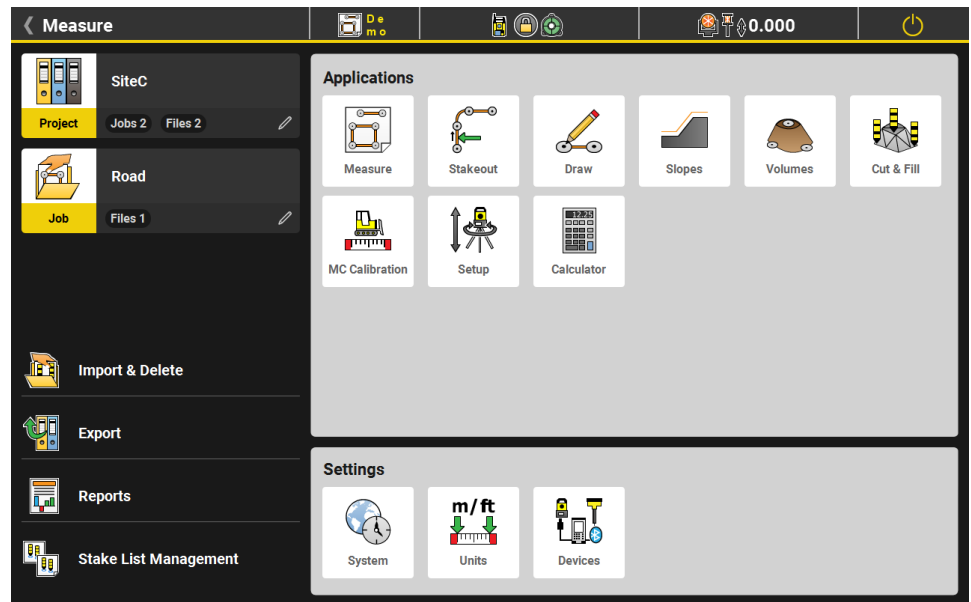 Measure
De
mo
0.000
SiteC
Project
Jobs 2
Files 2
Road
Job
Files 1
Import & Delete
Export
Reports
Stake List Management
Applications
Measure
Stakeout
Draw
Slopes
Volumes
Cut & Fill
MC Calibration
Setup
12.25
Calculator
Settings
System
m/ft
Units
Devices